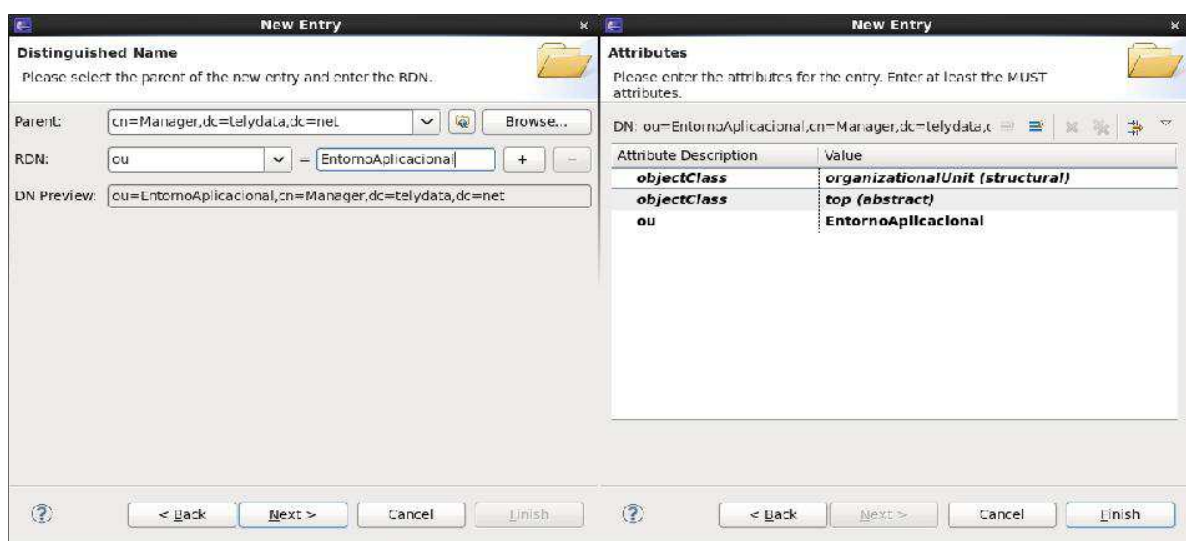 New Entry
Distinguished Name
Please select the parent of the new entry and enter the RDN.
Parent: cn=Manager,dc=telydata,dc=net Browse...
RDN: ou = EntornoAplicacional + −
DN Preview: ou=EntornoAplicacional,cn=Manager,dc=telydata,dc=net
< Back Next > Cancel Finish
New Entry
Attributes
Please enter the attributes for the entry. Enter at least the MUST
attributes.
DN: ou=EntornoAplicacional,cn=Manager,dc=telydata,c
Attribute Description Value
objectClass organizationalUnit (structural)
objectClass top (abstract)
ou EntornoAplicacional
< Back Next > Cancel Finish